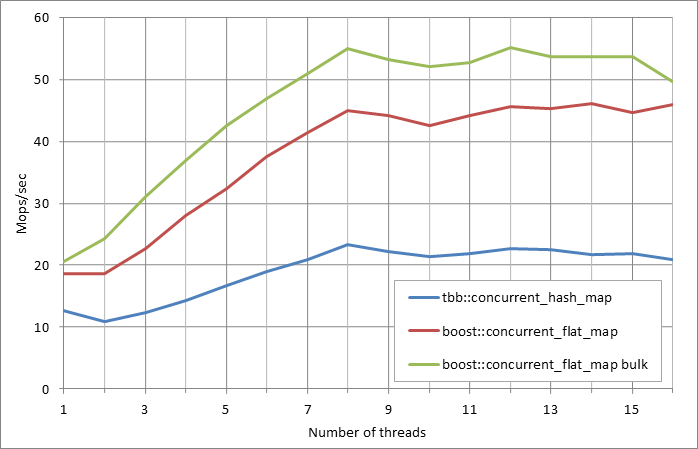 60
50
40
30
20
10
0
Mops/sec
tbb::concurrent_hash_map
boost::concurrent_flat_map
boost::concurrent_flat_map bulk
1 3 5 7 9 11 13 15
Number of threads